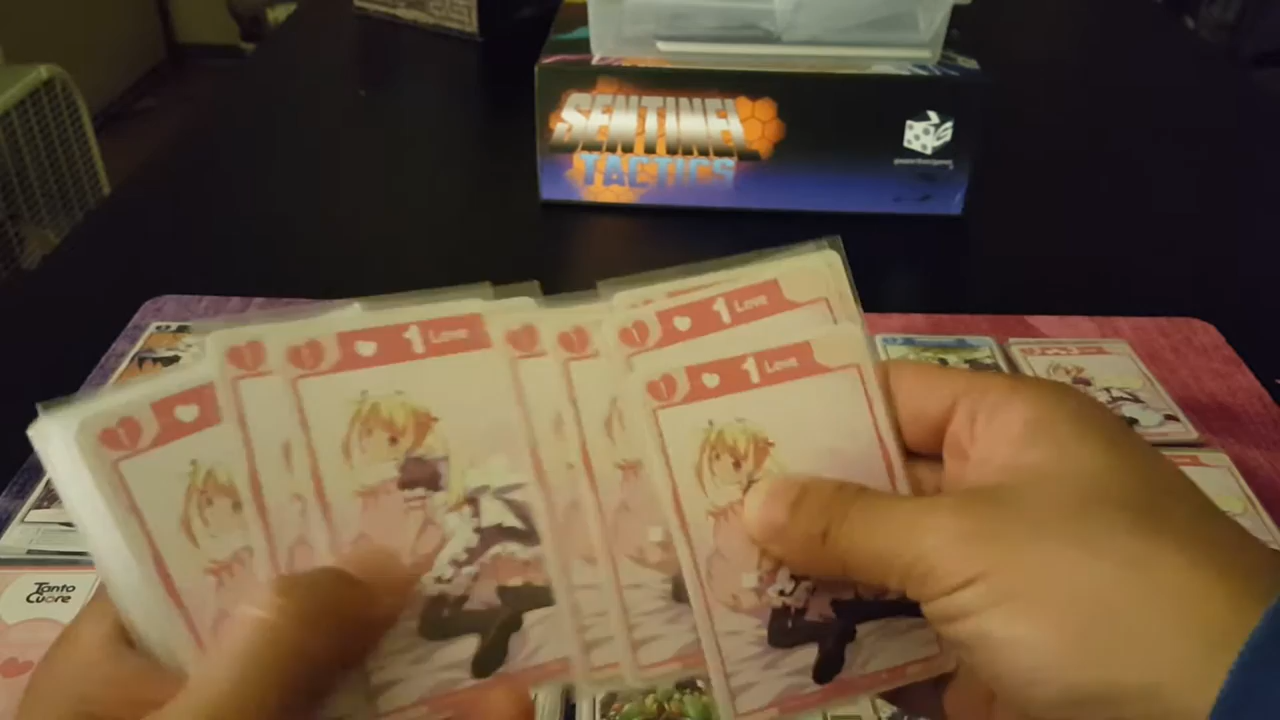 SENTINEL
TACTICS
1 Love
1 Love
1 Love
Tanto
Cuore